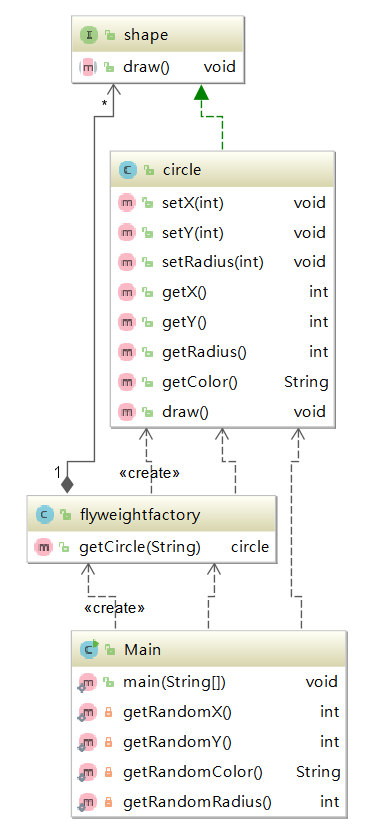 I shape
m draw() void
*
C circle
m setX(int) void
m setY(int) void
m setRadius(int) void
m getX() int
m getY() int
m getRadius() int
m getColor() String
m draw() void
1
«create»
C flyweightfactory
m getCircle(String) circle
«create»
C Main
m main(String[]) void
m getRandomX() int
m getRandomY() int
m getRandomColor() String
m getRandomRadius() int